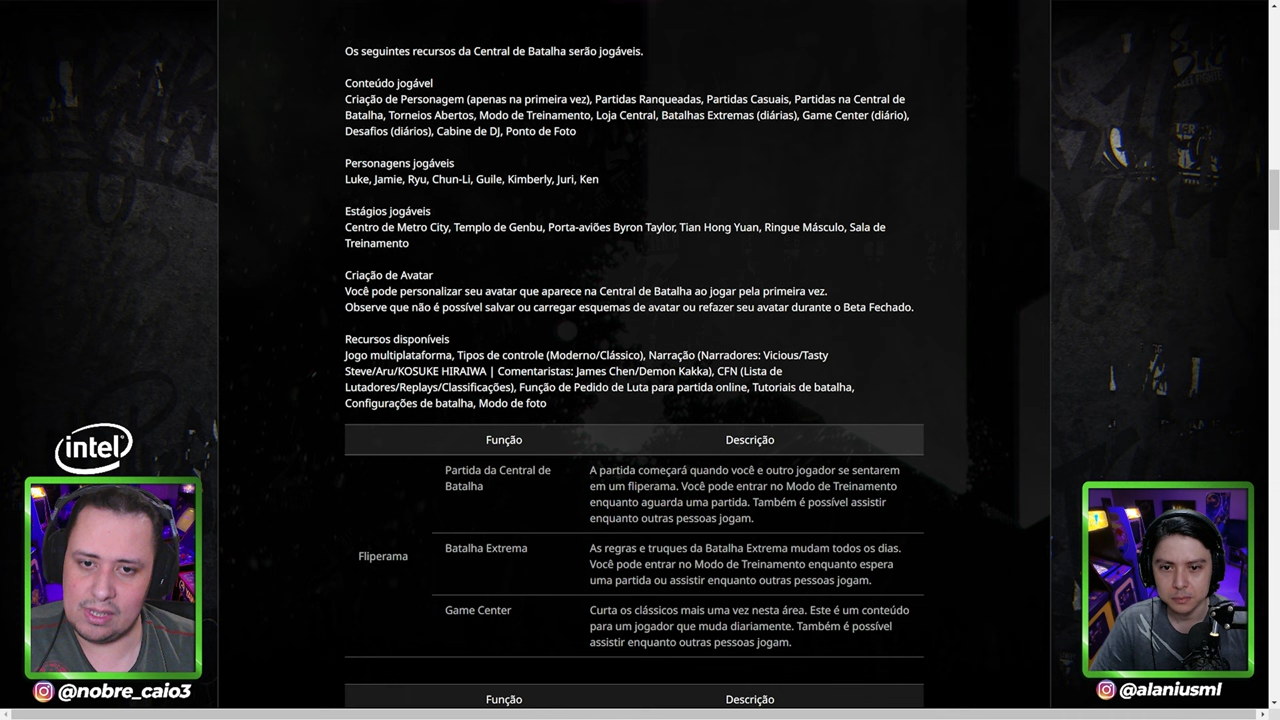 Os seguintes recursos da Central de Batalha serão jogáveis.
Conteúdo jogável
Criação de Personagem (apenas na primeira vez), Partidas Ranqueadas, Partidas Casuais, Partidas na Central de
Batalha, Torneios Abertos, Modo de Treinamento, Loja Central, Batalhas Extremas (diárias), Game Center (diário),
Desafios (diários), Cabine de DJ, Ponto de Foto
Personagens jogáveis
Luke, Jamie, Ryu, Chun-Li, Guile, Kimberly, Juri, Ken
Estágios jogáveis
Centro de Metro City, Templo de Genbu, Porta-aviões Byron Taylor, Tian Hong Yuan, Ringue Másculo, Sala de
Treinamento
Criação de Avatar
Você pode personalizar seu avatar que aparece na Central de Batalha ao jogar pela primeira vez.
Observe que não é possível salvar ou carregar esquemas de avatar ou refazer seu avatar durante o Beta Fechado.
Recursos disponíveis
Jogo multiplataforma, Tipos de controle (Moderno/Clássico), Narração (Narradores: Vicious/Tasty
Steve/Aru/KOSUKE HIRAIWA | Comentaristas: James Chen/Demon Kakka), CFN (Lista de
Lutadores/Replays/Classificações), Função de Pedido de Luta para partida online, Tutoriais de batalha,
Configurações de batalha, Modo de foto
Função Descrição
Partida da Central de
Batalha
A partida começará quando você e outro jogador se sentarem
em um fliperama. Você pode entrar no Modo de Treinamento
enquanto aguarda uma partida. Também é possível assistir
enquanto outras pessoas jogam.
Fliperama
Batalha Extrema
As regras e truques da Batalha Extrema mudam todos os dias.
Você pode entrar no Modo de Treinamento enquanto espera
uma partida ou assistir enquanto outras pessoas jogam.
Game Center
Curta os clássicos mais uma vez nesta área. Este é um conteúdo
para um jogador que muda diariamente. Também é possível
assistir enquanto outras pessoas jogam.
Função Descrição
intel
@nobre_caio3
@alaniusml